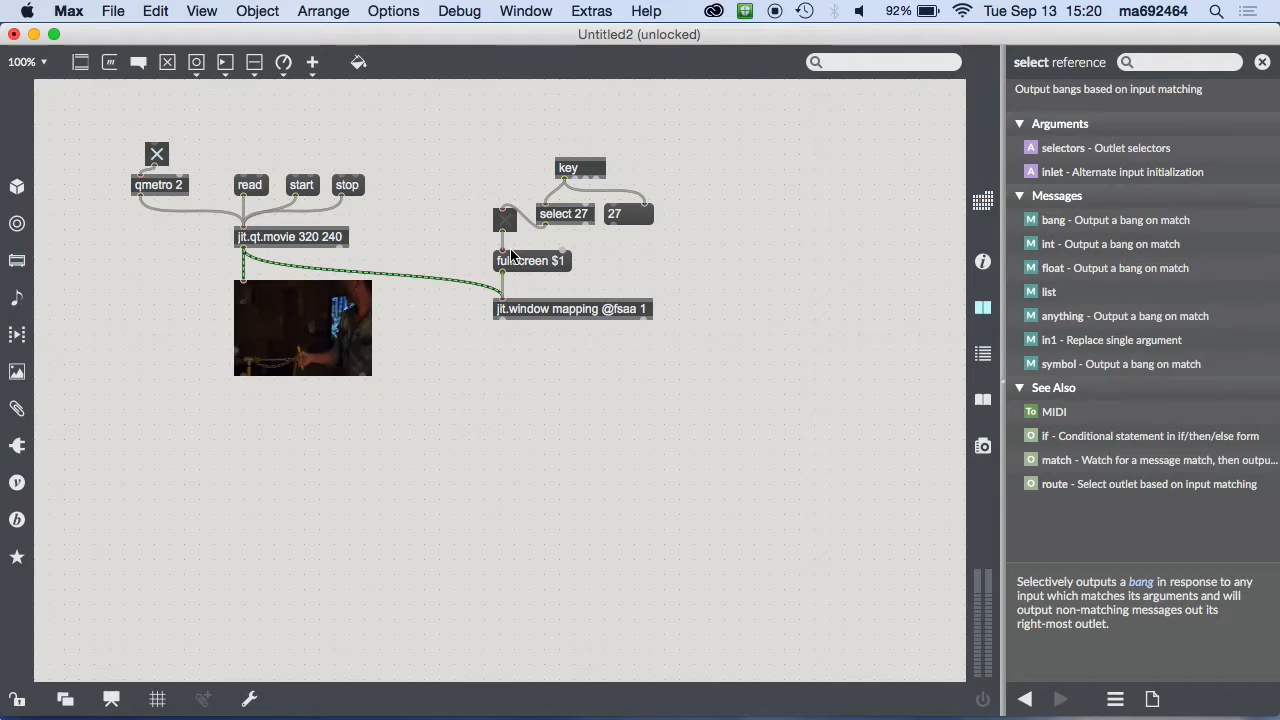 Max File Edit View Object Arrange Options Debug Window Extras Help 92% Tue Sep 13 15:20 ma692464
Untitled2 (unlocked)
100%
select reference
Output bangs based on input matching
Arguments
A selectors - Outlet selectors
A inlet - Alternate input initialization
Messages
M bang - Output a bang on match
M int - Output a bang on match
M float - Output a bang on match
M list
M anything - Output a bang on match
M in1 - Replace single argument
M symbol - Output a bang on match
See Also
To MIDI
O if - Conditional statement in if/then/else form
O match - Watch for a message match, then outpu...
O route - Select outlet based on input matching
Selectively outputs a bang in response to any
input which matches its arguments and will
output non-matching messages out its
right-most outlet.
qmetro 2
read
start
stop
jit.qt.movie 320 240
key
select 27
27
fullscreen $1
jit.window mapping @fsaa 1